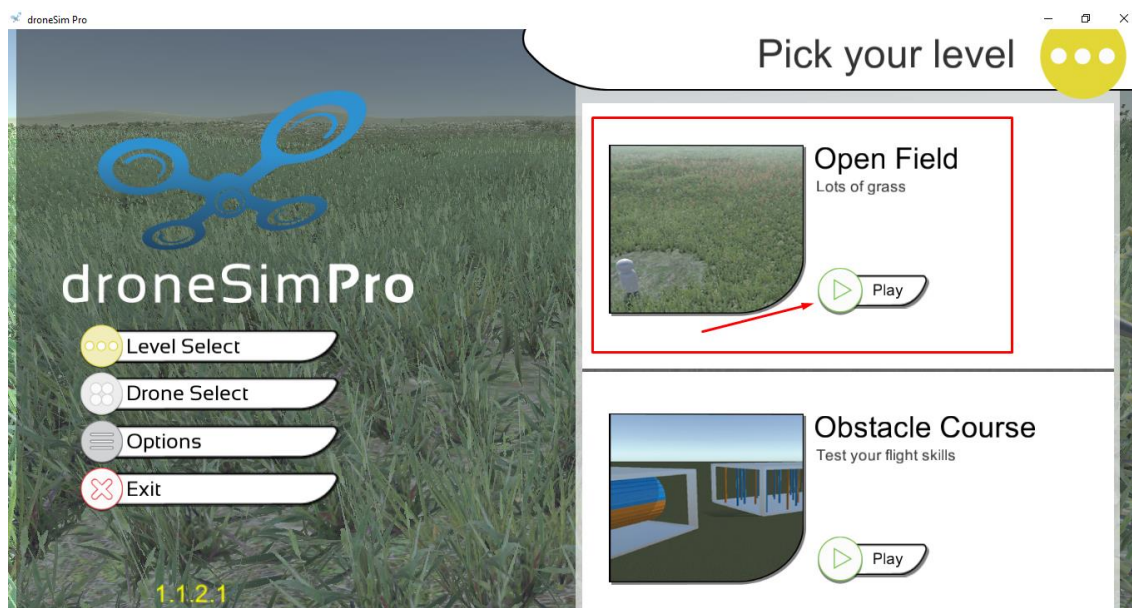 droneSim Pro
Pick your level
droneSimPro
Level Select
Drone Select
Options
Exit
1.1.2.1
Open Field
Lots of grass
Play
Obstacle Course
Test your flight skills
Play